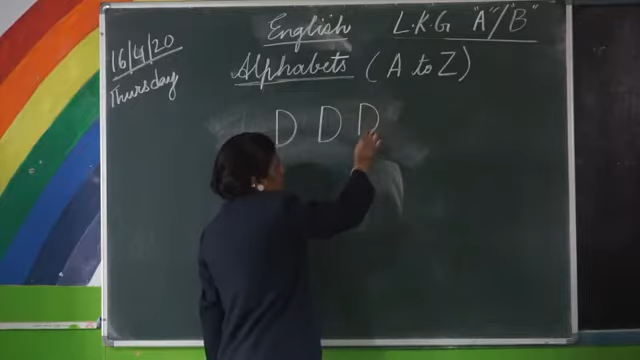 English L.K.G "A"/"B"
16/4/20
Thursday
Alphabets (A to Z)
D D D